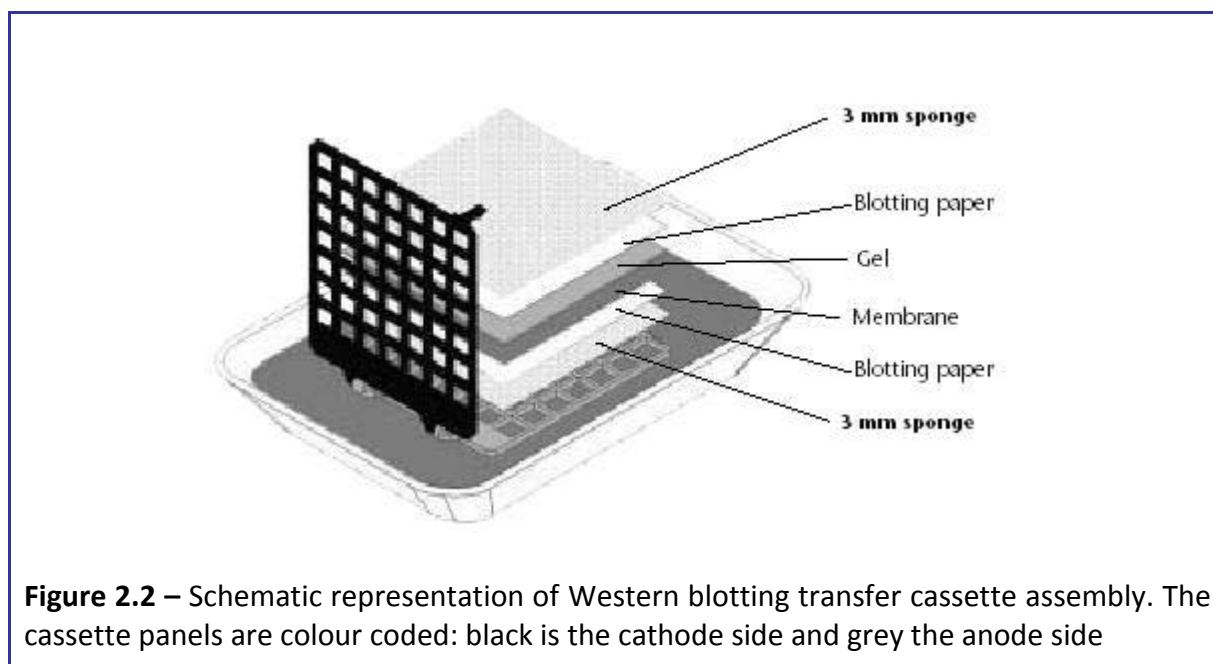 3 mm sponge
Blotting paper
Gel
Membrane
Blotting paper
3 mm sponge
Figure 2.2 – Schematic representation of Western blotting transfer cassette assembly. The
cassette panels are colour coded: black is the cathode side and grey the anode side